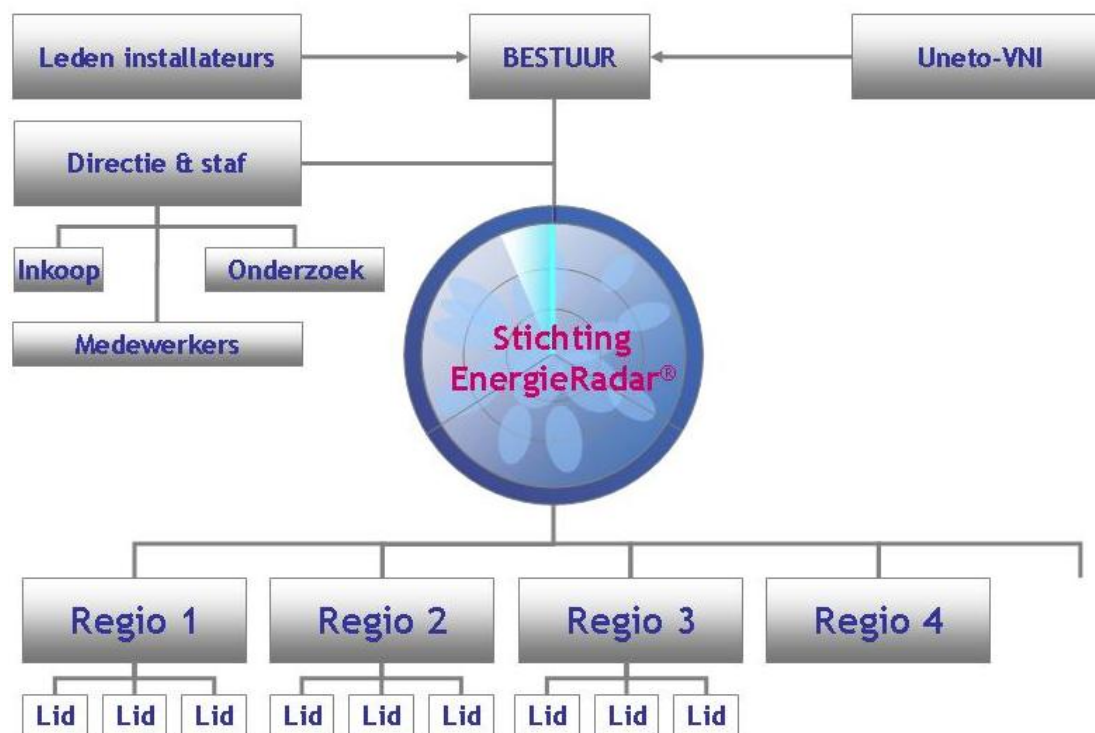 Leden installateurs
BESTUUR
Uneto-VNI
Directie & staf
Inkoop
Onderzoek
Medewerkers
Stichting
EnergieRadar®
Regio 1
Regio 2
Regio 3
Regio 4
Lid
Lid
Lid
Lid
Lid
Lid
Lid
Lid
Lid